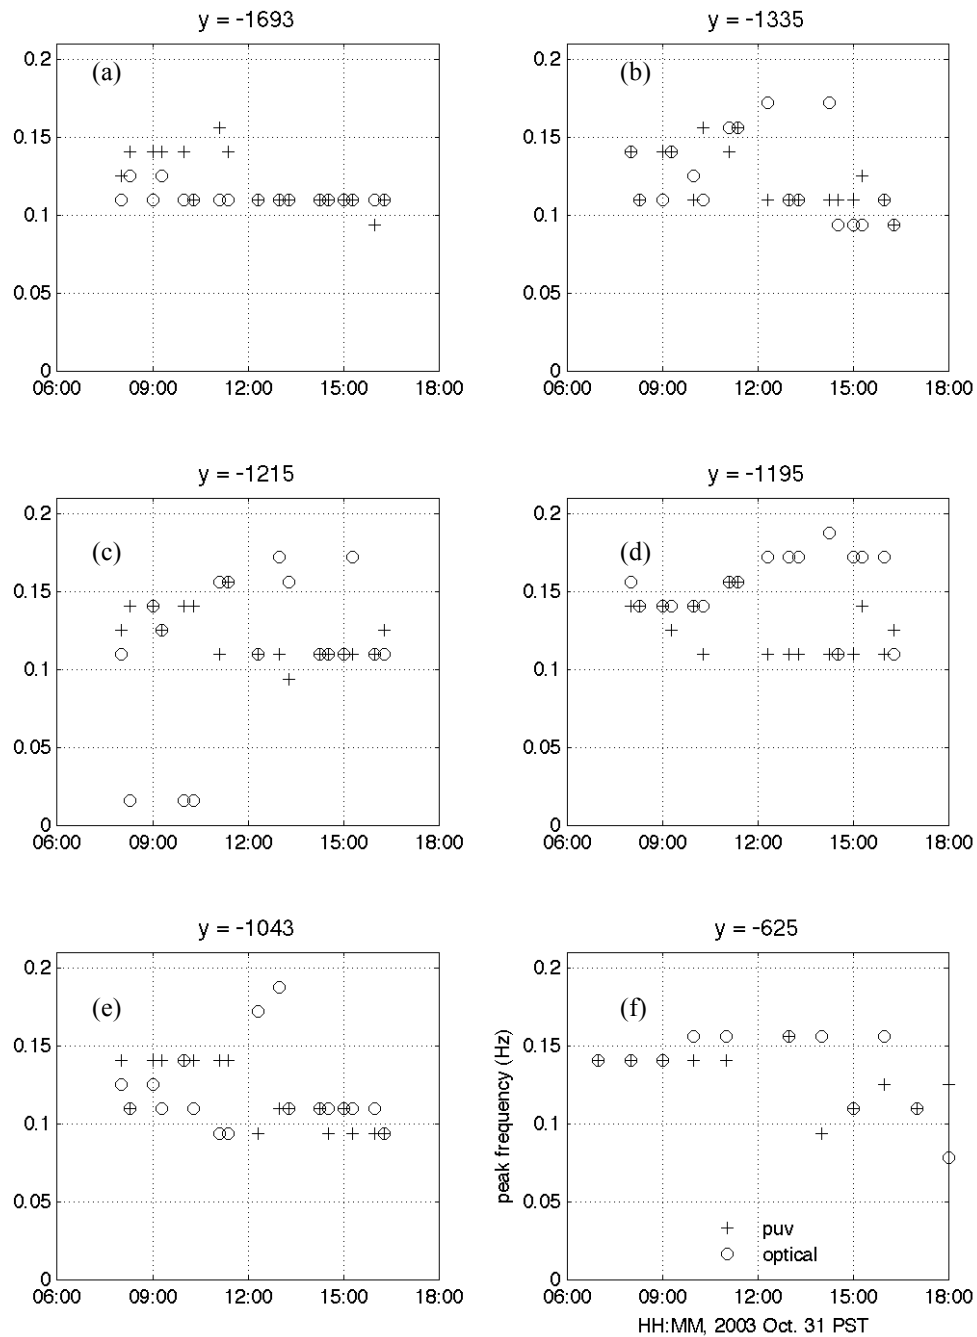 y = -1693
(a)
0.2
0.15
0.1
0.05
0
06:00 09:00 12:00 15:00 18:00
y = -1335
(b)
0.2
0.15
0.1
0.05
0
06:00 09:00 12:00 15:00 18:00
y = -1215
(c)
0.2
0.15
0.1
0.05
0
06:00 09:00 12:00 15:00 18:00
y = -1195
(d)
0.2
0.15
0.1
0.05
0
06:00 09:00 12:00 15:00 18:00
y = -1043
(e)
0.2
0.15
0.1
0.05
0
06:00 09:00 12:00 15:00 18:00
y = -625
(f)
0.2
0.15
0.1
0.05
0
peak frequency (Hz)
puv
optical
06:00 09:00 12:00 15:00 18:00
HH:MM, 2003 Oct. 31 PST